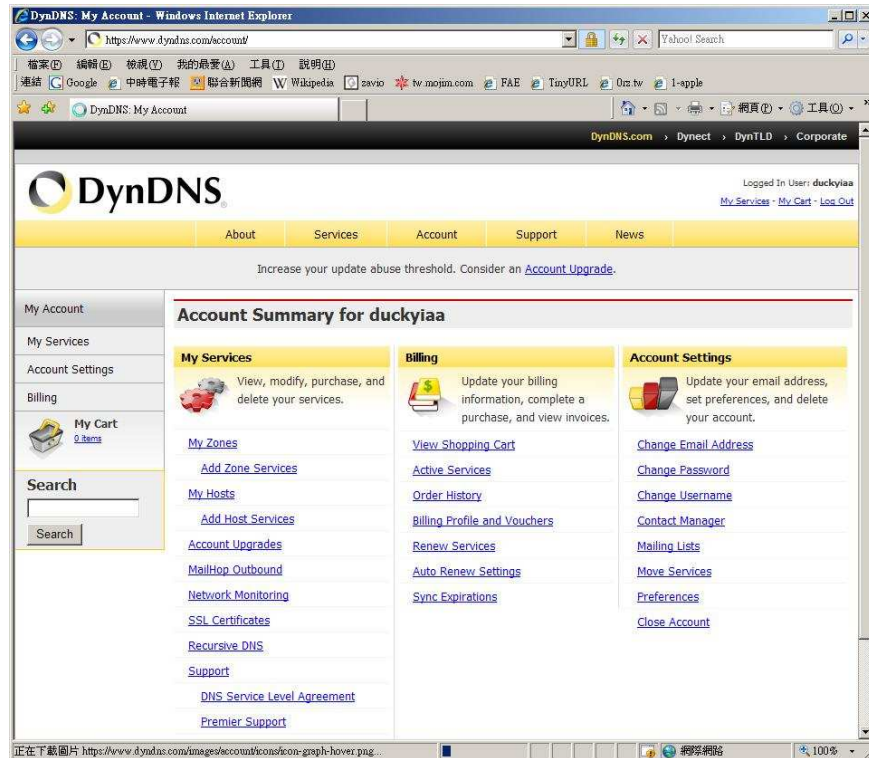 DynDNS: My Account - Windows Internet Explorer
https://www.dyndns.com/account/
Yahoo! Search
檔案(F) 編輯(E) 檢視(V) 我的最愛(A) 工具(T) 說明(H)
連結 Google 中時電子報 聯合新聞網 Wikipedia zavio tw.mojim.com FAE TinyURL 0rz.tw 1-apple
DynDNS: My Account
網頁(P) 工具(O)
DynDNS.com › Dynect › DynTLD › Corporate
DynDNS
Logged In User: duckyiaa
My Services - My Cart - Log Out
About Services Account Support News
Increase your update abuse threshold. Consider an Account Upgrade.
My Account
My Services
Account Settings
Billing
My Cart
0 items
Search
Search
Account Summary for duckyiaa
My Services
View, modify, purchase, and
delete your services.
My Zones
Add Zone Services
My Hosts
Add Host Services
Account Upgrades
MailHop Outbound
Network Monitoring
SSL Certificates
Recursive DNS
Support
DNS Service Level Agreement
Premier Support
Billing
Update your billing
information, complete a
purchase, and view invoices.
View Shopping Cart
Active Services
Order History
Billing Profile and Vouchers
Renew Services
Auto Renew Settings
Sync Expirations
Account Settings
Update your email address,
set preferences, and delete
your account.
Change Email Address
Change Password
Change Username
Contact Manager
Mailing Lists
Move Services
Preferences
Close Account
正在下載圖片 https://www.dyndns.com/images/account/icons/icon-graph-hover.png...
網際網路
100%